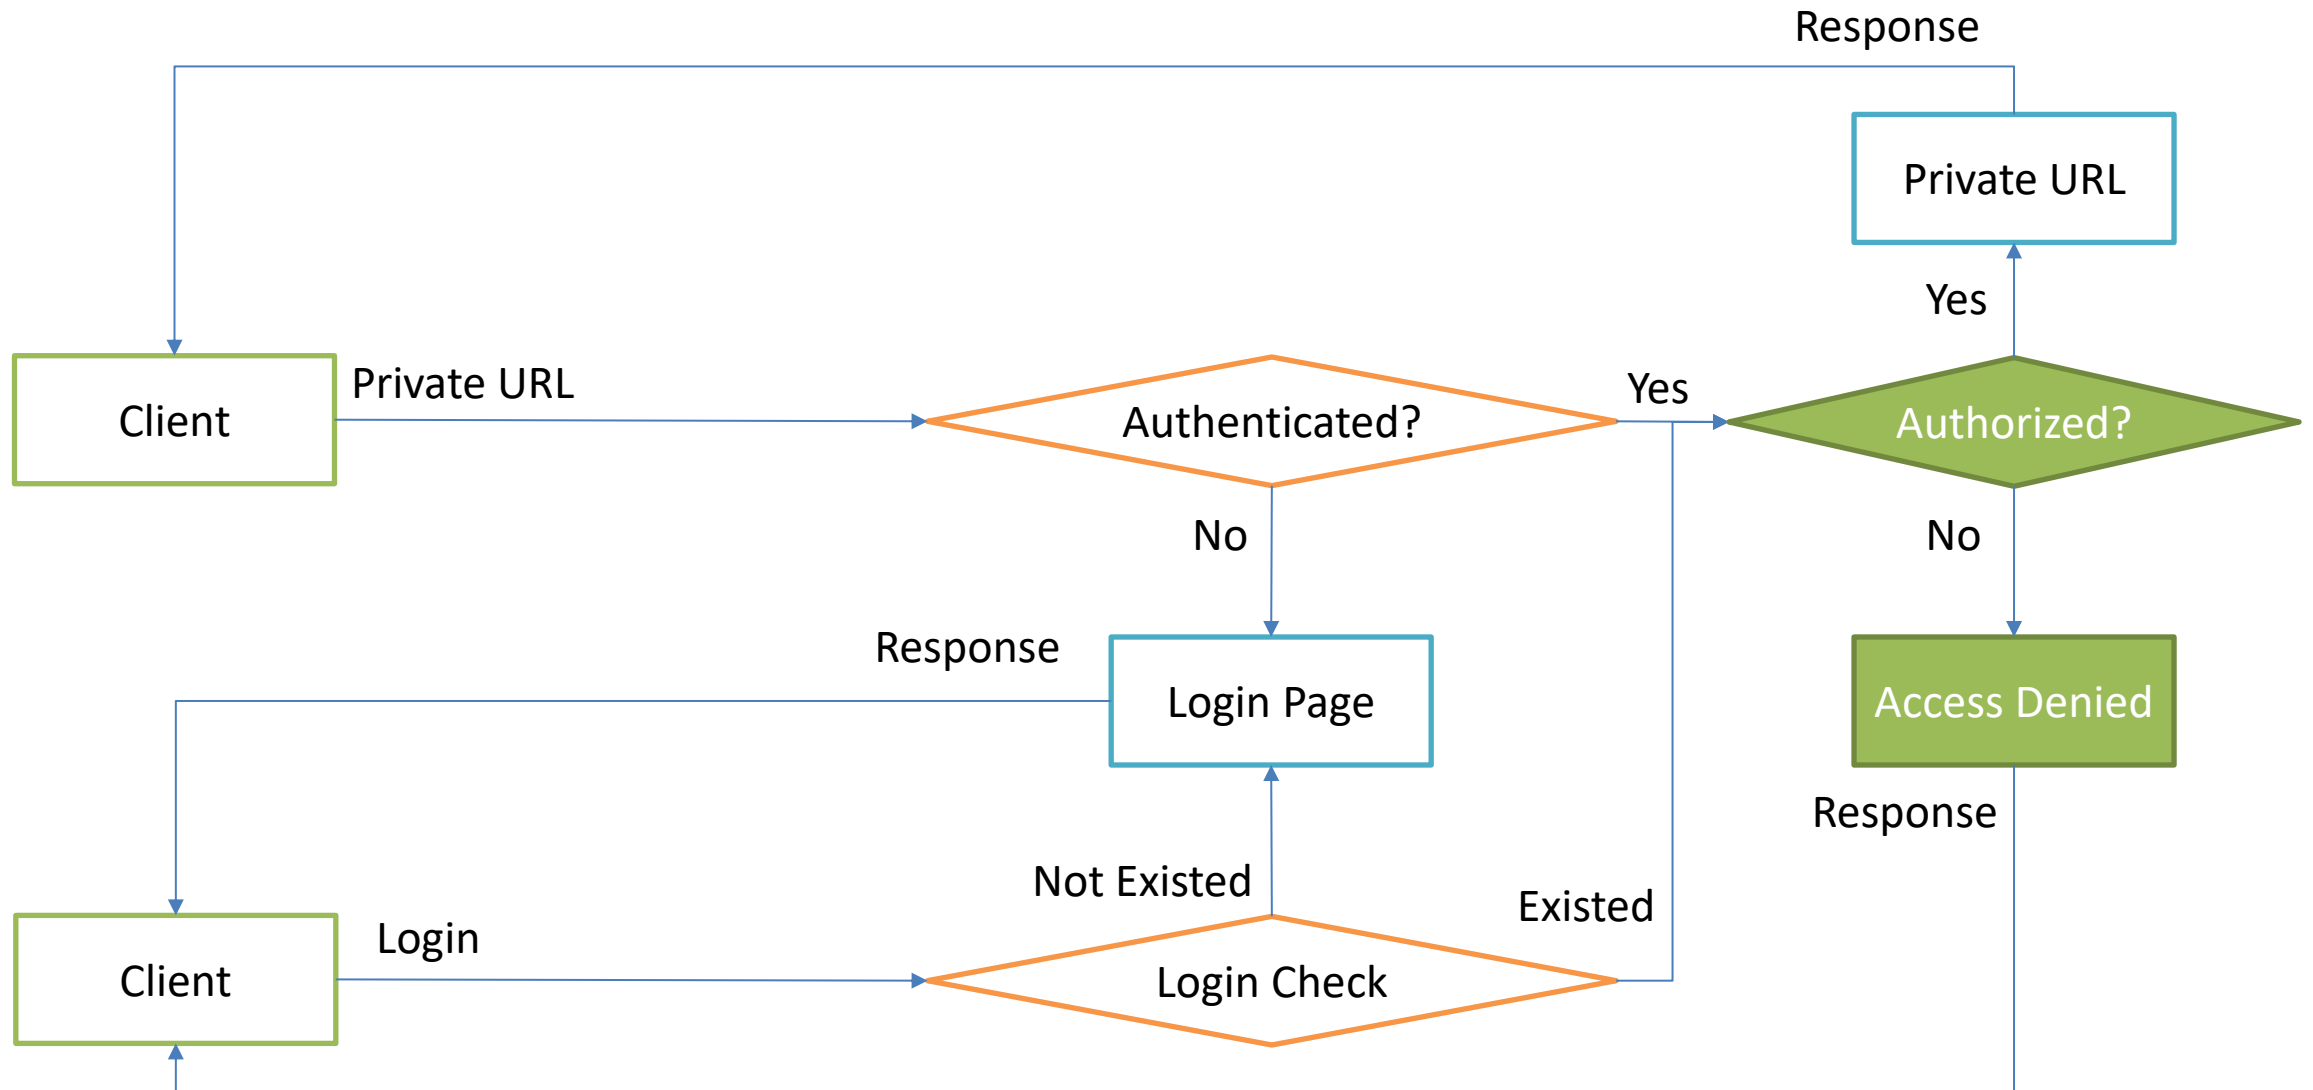 Response
Private URL
Yes
Client
Private URL
Authenticated?
Yes
Authorized?
No
No
Response
Login Page
Access Denied
Response
Not Existed
Existed
Client
Login
Login Check